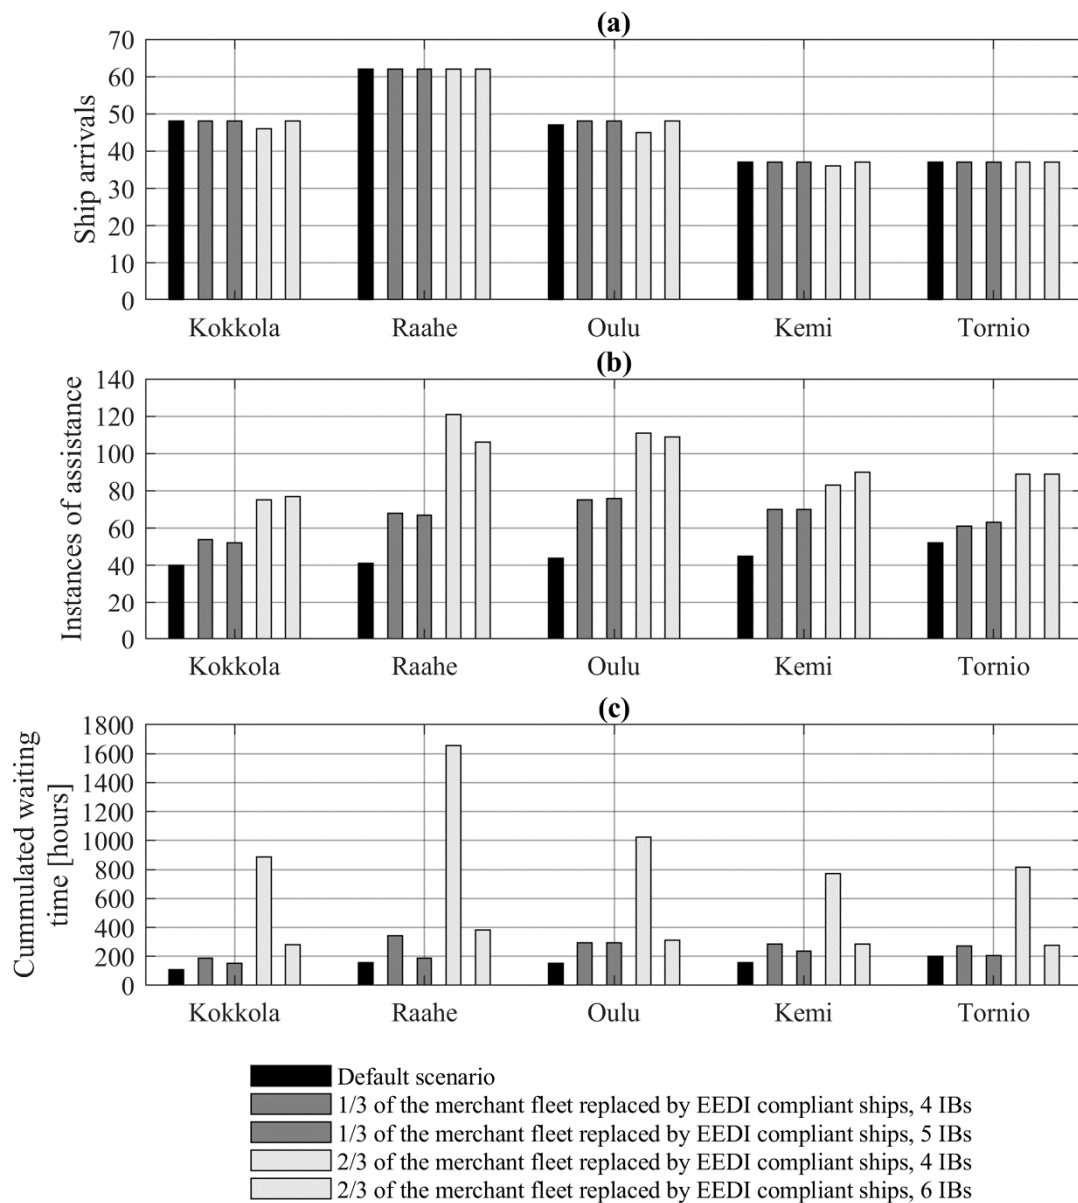 (a)
70
60
50
40
30
20
10
0
Ship arrivals
Kokkola Raahe Oulu Kemi Tornio
(b)
140
120
100
80
60
40
20
0
Instances of assistance
Kokkola Raahe Oulu Kemi Tornio
(c)
1800
1600
1400
1200
1000
800
600
400
200
0
Cummulated waiting
time [hours]
Kokkola Raahe Oulu Kemi Tornio
Default scenario
1/3 of the merchant fleet replaced by EEDI compliant ships, 4 IBs
1/3 of the merchant fleet replaced by EEDI compliant ships, 5 IBs
2/3 of the merchant fleet replaced by EEDI compliant ships, 4 IBs
2/3 of the merchant fleet replaced by EEDI compliant ships, 6 IBs